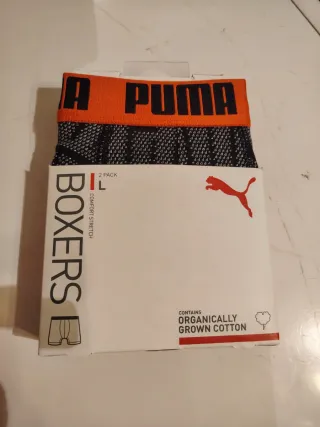 A PUMA
BOXERS
COMFORT STRETCH
2 PACK
L
CONTAINS
ORGANICALLY
GROWN COTTON